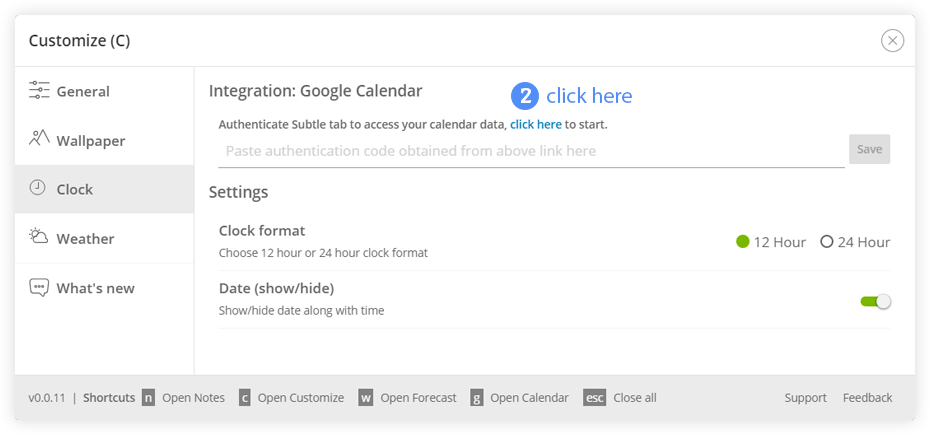 Customize (C)
General
Wallpaper
Clock
Weather
What's new
Integration: Google Calendar
2 click here
Authenticate Subtle tab to access your calendar data, click here to start.
Paste authentication code obtained from above link here
Save
Settings
Clock format
Choose 12 hour or 24 hour clock format
12 Hour 24 Hour
Date (show/hide)
Show/hide date along with time
v0.0.11 | Shortcuts n Open Notes c Open Customize w Open Forecast g Open Calendar esc Close all Support Feedback